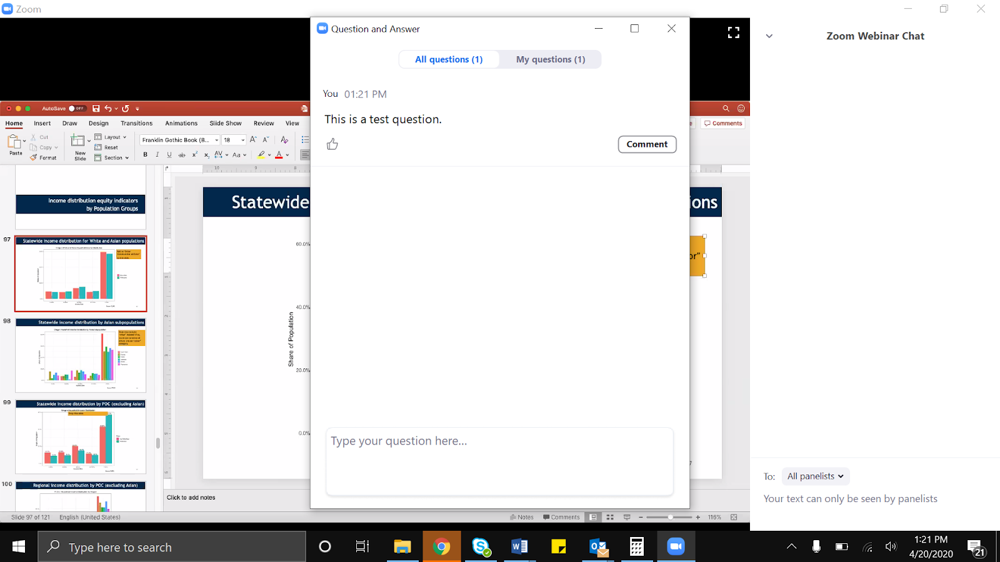 Zoom
Question and Answer
All questions (1)
My questions (1)
You 01:21 PM
This is a test question.
Comment
Type your question here...
Zoom Webinar Chat
To: All panelists
Your text can only be seen by panelists
AutoSave OFF
Home Insert Draw Design Transitions Animations Slide Show Review View
Comments
Paste
Cut
Copy
Format
New Slide
Layout
Reset
Section
Franklin Gothic Book (B...
18
Income distribution equity indicators
by Population Groups
97
Statewide income distribution for White and Asian populations
98
Statewide income distribution by Asian subpopulations
99
Statewide income distribution by POC (excluding Asian)
100
Regional income distribution by POC (excluding Asian)
Statewide
ions
or"
60.0%
40.0%
20.0%
0.0%
Share of Population
Click to add notes
Slide 97 of 121 English (United States)
Notes Comments 116%
Type here to search
1:21 PM
4/20/2020
21